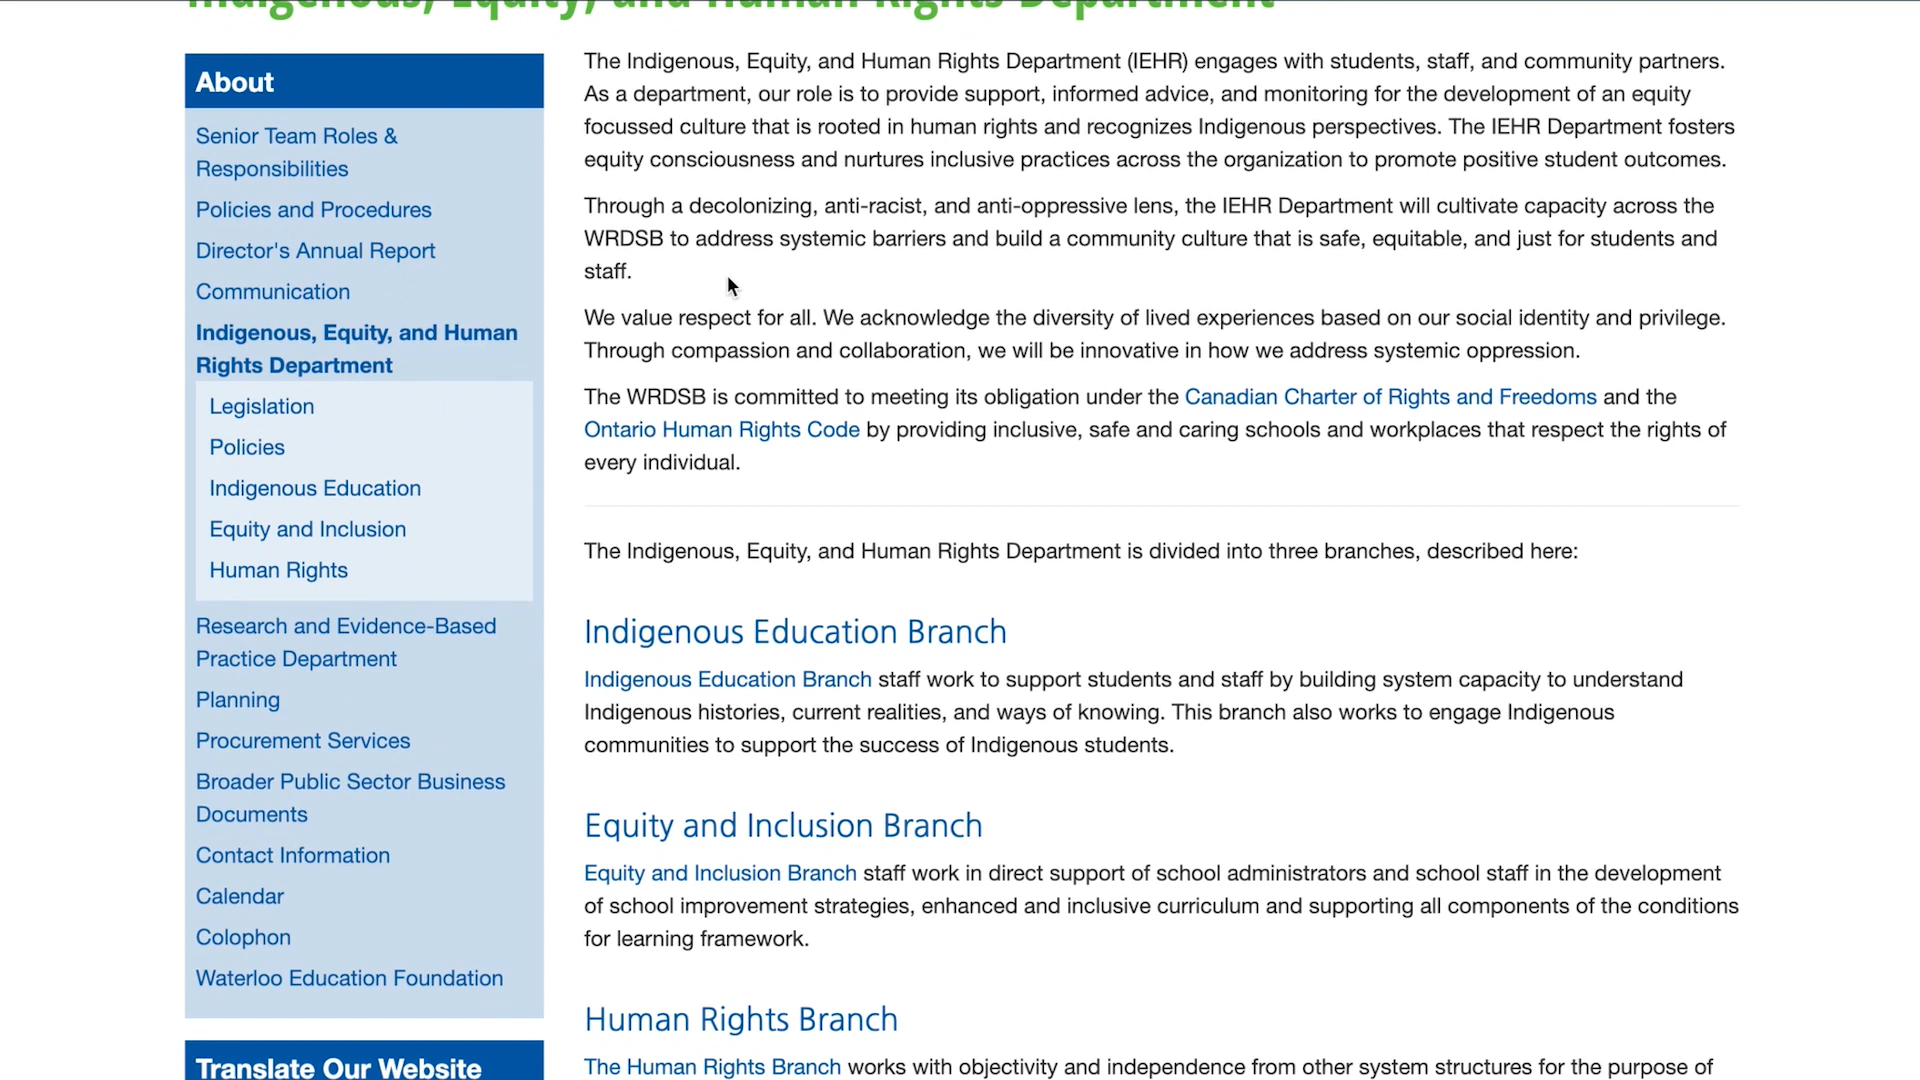 Indigenous, Equity, and Human Rights Department
About
Senior Team Roles &
Responsibilities
Policies and Procedures
Director's Annual Report
Communication
Indigenous, Equity, and Human
Rights Department
Legislation
Policies
Indigenous Education
Equity and Inclusion
Human Rights
Research and Evidence-Based
Practice Department
Planning
Procurement Services
Broader Public Sector Business
Documents
Contact Information
Calendar
Colophon
Waterloo Education Foundation
Translate Our Website
The Indigenous, Equity, and Human Rights Department (IEHR) engages with students, staff, and community partners.
As a department, our role is to provide support, informed advice, and monitoring for the development of an equity
focussed culture that is rooted in human rights and recognizes Indigenous perspectives. The IEHR Department fosters
equity consciousness and nurtures inclusive practices across the organization to promote positive student outcomes.
Through a decolonizing, anti-racist, and anti-oppressive lens, the IEHR Department will cultivate capacity across the
WRDSB to address systemic barriers and build a community culture that is safe, equitable, and just for students and
staff.
We value respect for all. We acknowledge the diversity of lived experiences based on our social identity and privilege.
Through compassion and collaboration, we will be innovative in how we address systemic oppression.
The WRDSB is committed to meeting its obligation under the Canadian Charter of Rights and Freedoms and the
Ontario Human Rights Code by providing inclusive, safe and caring schools and workplaces that respect the rights of
every individual.
The Indigenous, Equity, and Human Rights Department is divided into three branches, described here:
Indigenous Education Branch
Indigenous Education Branch staff work to support students and staff by building system capacity to understand
Indigenous histories, current realities, and ways of knowing. This branch also works to engage Indigenous
communities to support the success of Indigenous students.
Equity and Inclusion Branch
Equity and Inclusion Branch staff work in direct support of school administrators and school staff in the development
of school improvement strategies, enhanced and inclusive curriculum and supporting all components of the conditions
for learning framework.
Human Rights Branch
The Human Rights Branch works with objectivity and independence from other system structures for the purpose of